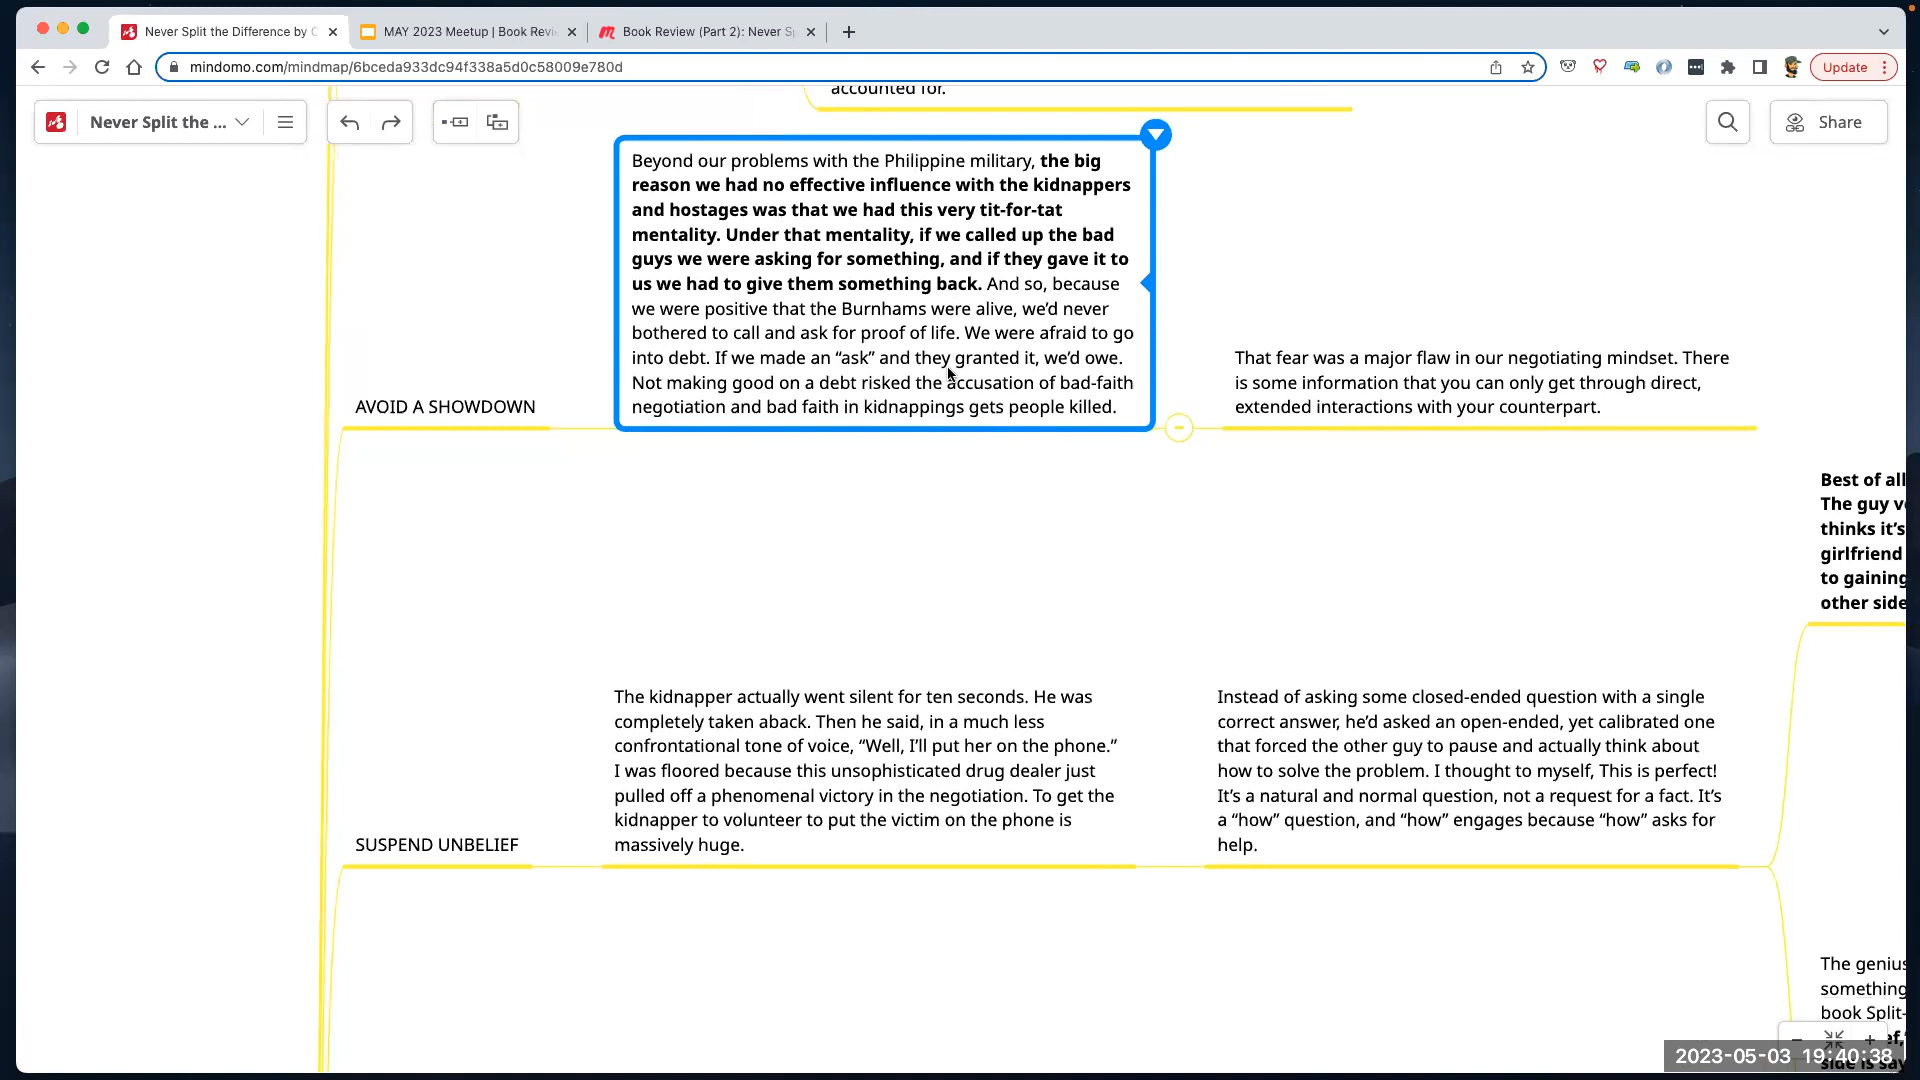 Never Split the Difference by C
MAY 2023 Meetup | Book Revi
Book Review (Part 2): Never S
mindomo.com/mindmap/6bceda933dc94f338a5d0c58009e780d
Update
accounted for.
Never Split the ...
Share
Beyond our problems with the Philippine military, the big
reason we had no effective influence with the kidnappers
and hostages was that we had this very tit-for-tat
mentality. Under that mentality, if we called up the bad
guys we were asking for something, and if they gave it to
us we had to give them something back. And so, because
we were positive that the Burnhams were alive, we’d never
bothered to call and ask for proof of life. We were afraid to go
into debt. If we made an “ask” and they granted it, we’d owe.
Not making good on a debt risked the accusation of bad-faith
negotiation and bad faith in kidnappings gets people killed.
AVOID A SHOWDOWN
That fear was a major flaw in our negotiating mindset. There
is some information that you can only get through direct,
extended interactions with your counterpart.
Best of all
The guy v
thinks it’s
girlfriend
to gaining
other side
The kidnapper actually went silent for ten seconds. He was
completely taken aback. Then he said, in a much less
confrontational tone of voice, “Well, I’ll put her on the phone.”
I was floored because this unsophisticated drug dealer just
pulled off a phenomenal victory in the negotiation. To get the
kidnapper to volunteer to put the victim on the phone is
massively huge.
SUSPEND UNBELIEF
Instead of asking some closed-ended question with a single
correct answer, he’d asked an open-ended, yet calibrated one
that forced the other guy to pause and actually think about
how to solve the problem. I thought to myself, This is perfect!
It’s a natural and normal question, not a request for a fact. It’s
a “how” question, and “how” engages because “how” asks for
help.
The genius
something
book Split-
2023-05-03 19:40:38
side is say